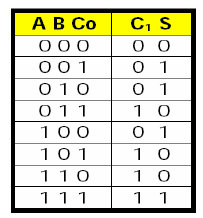 A B Co C₁ S
0 0 0 0 0
0 0 1 0 1
0 1 0 0 1
0 1 1 1 0
1 0 0 0 1
1 0 1 1 0
1 1 0 1 0
1 1 1 1 1